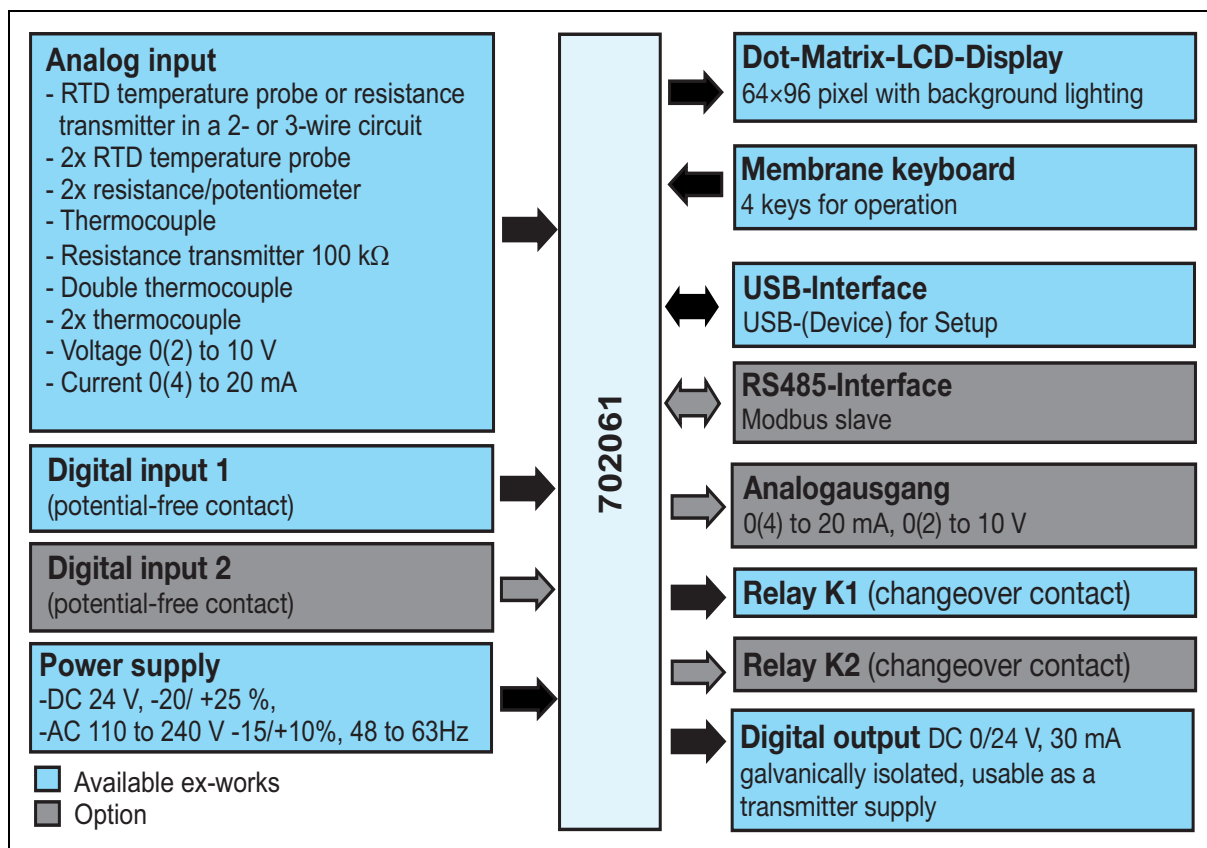 Analog input
- RTD temperature probe or resistance
transmitter in a 2- or 3-wire circuit
- 2x RTD temperature probe
- 2x resistance/potentiometer
- Thermocouple
- Resistance transmitter 100 kΩ
- Double thermocouple
- 2x thermocouple
- Voltage 0(2) to 10 V
- Current 0(4) to 20 mA
Digital input 1
(potential-free contact)
Digital input 2
(potential-free contact)
Power supply
-DC 24 V, -20/ +25 %,
-AC 110 to 240 V -15/+10%, 48 to 63Hz
Available ex-works
Option
702061
Dot-Matrix-LCD-Display
64×96 pixel with background lighting
Membrane keyboard
4 keys for operation
USB-Interface
USB-(Device) for Setup
RS485-Interface
Modbus slave
Analogausgang
0(4) to 20 mA, 0(2) to 10 V
Relay K1 (changeover contact)
Relay K2 (changeover contact)
Digital output DC 0/24 V, 30 mA
galvanically isolated, usable as a
transmitter supply